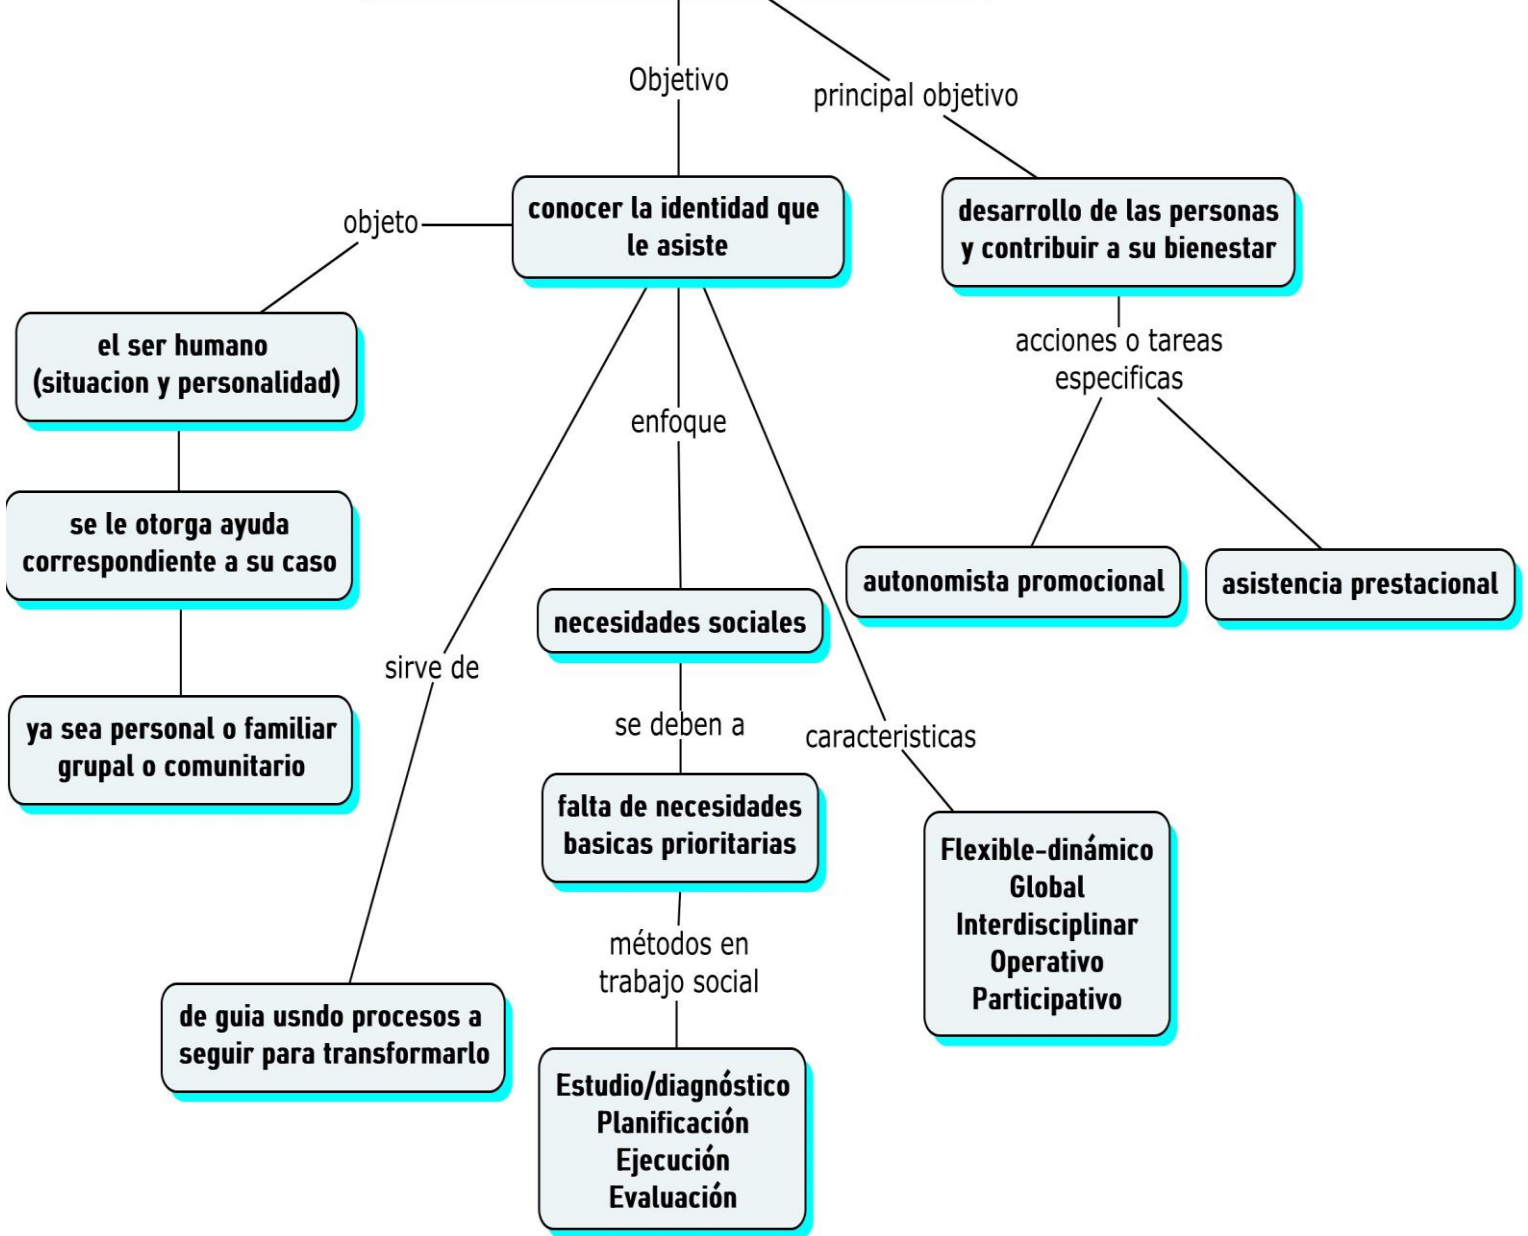 Objetivo
principal objetivo
conocer la identidad que
le asiste
desarrollo de las personas
y contribuir a su bienestar
objeto
el ser humano
(situacion y personalidad)
acciones o tareas
especificas
enfoque
se le otorga ayuda
correspondiente a su caso
autonomista promocional
asistencia prestacional
necesidades sociales
sirve de
ya sea personal o familiar
grupal o comunitario
se deben a
caracteristicas
falta de necesidades
basicas prioritarias
Flexible-dinámico
Global
Interdisciplinar
Operativo
Participativo
métodos en
trabajo social
de guia usndo procesos a
seguir para transformarlo
Estudio/diagnóstico
Planificación
Ejecución
Evaluación